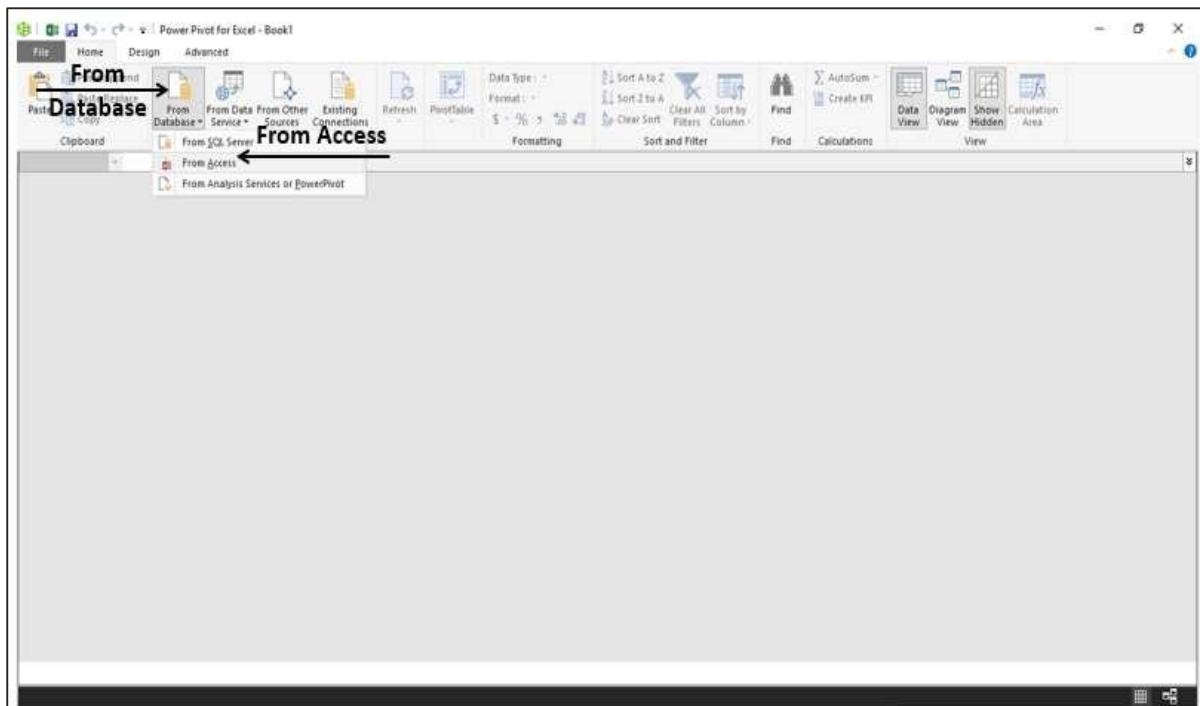 Power Pivot for Excel - Book1
File Home Design Advanced
From
Database
Paste
Copy
Clipboard
From
Database
From Data
Service
From Other
Sources
Existing
Connections
Refresh
PivotTable
Data Type :
Format :
$ % ,
Formatting
Sort A to Z
Sort Z to A
Clear Sort
Clear All
Filters
Sort by
Column
Sort and Filter
Find
Find
AutoSum
Create KPI
Calculations
Data
View
Diagram
View
Show
Hidden
Calculation
Area
View
From SQL Server
From Access
From Access
From Analysis Services or PowerPivot